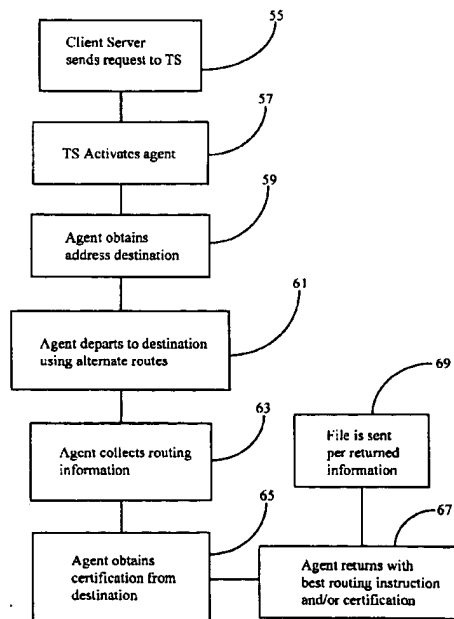 55
Client Server
sends request to TS
57
TS Activates agent
59
Agent obtains
address destination
61
Agent departs to destination
using alternate routes
63
Agent collects routing
information
65
Agent obtains
certification from
destination
69
File is sent
per returned
information
67
Agent returns with
best routing instruction
and/or certification